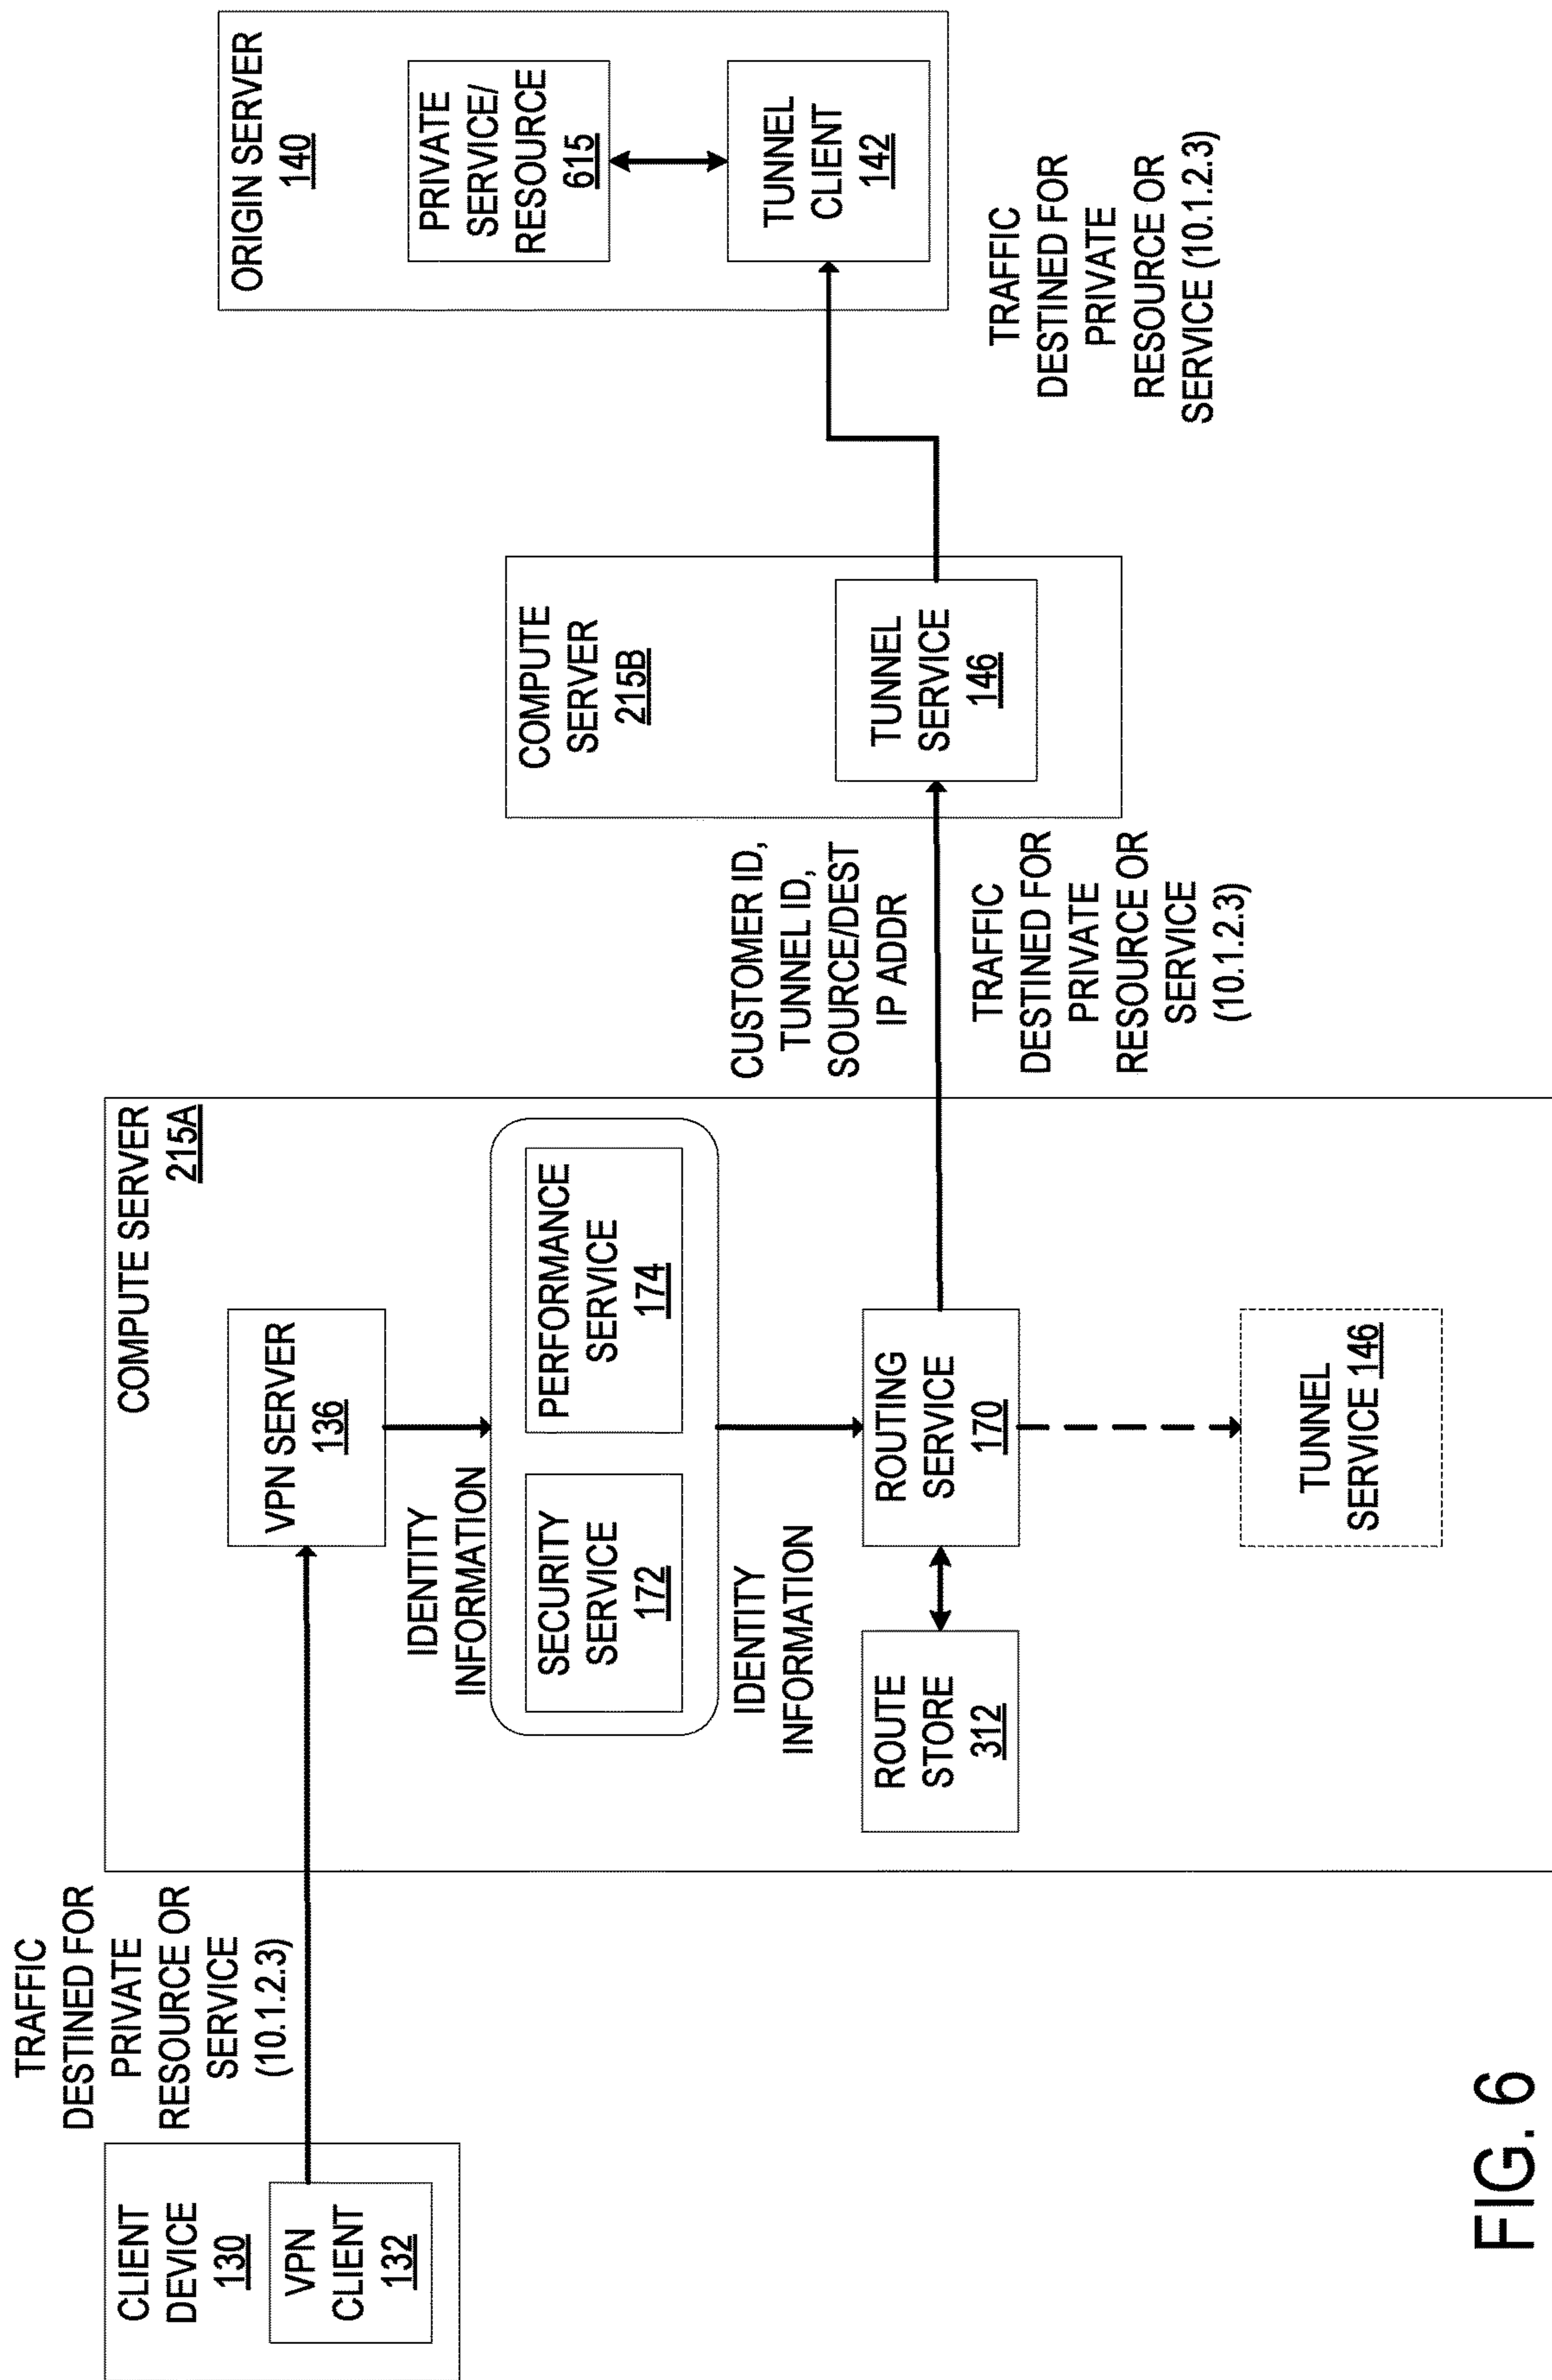 TRAFFIC
DESTINED FOR
PRIVATE
RESOURCE OR
SERVICE
(10.1.2.3)
CLIENT
DEVICE
130
VPN
CLIENT
132
COMPUTE SERVER
215A
VPN SERVER
136
IDENTITY
INFORMATION
SECURITY
SERVICE
172
PERFORMANCE
SERVICE
174
IDENTITY
INFORMATION
ROUTE
STORE
312
ROUTING
SERVICE
170
TUNNEL
SERVICE 146
CUSTOMER ID,
TUNNEL ID,
SOURCE/DEST
IP ADDR
TRAFFIC
DESTINED FOR
PRIVATE
RESOURCE OR
SERVICE
(10.1.2.3)
COMPUTE
SERVER
215B
TUNNEL
SERVICE
146
ORIGIN SERVER
140
PRIVATE
SERVICE/
RESOURCE
615
TUNNEL
CLIENT
142
TRAFFIC
DESTINED FOR
PRIVATE
RESOURCE OR
SERVICE (10.1.2.3)
FIG. 6